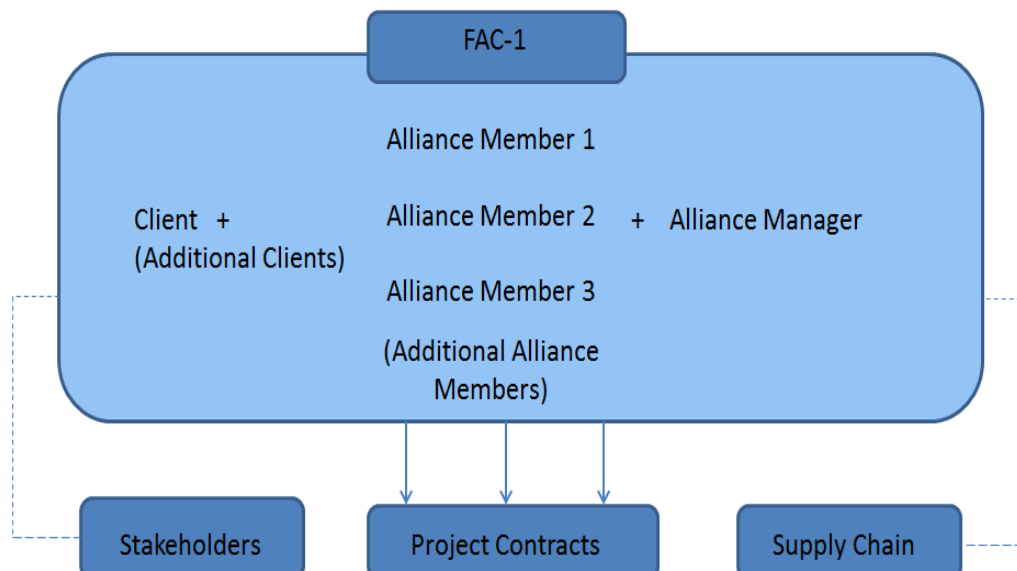 FAC-1
Alliance Member 1
Client +
(Additional Clients)
Alliance Member 2
+ Alliance Manager
Alliance Member 3
(Additional Alliance
Members)
Stakeholders
Project Contracts
Supply Chain